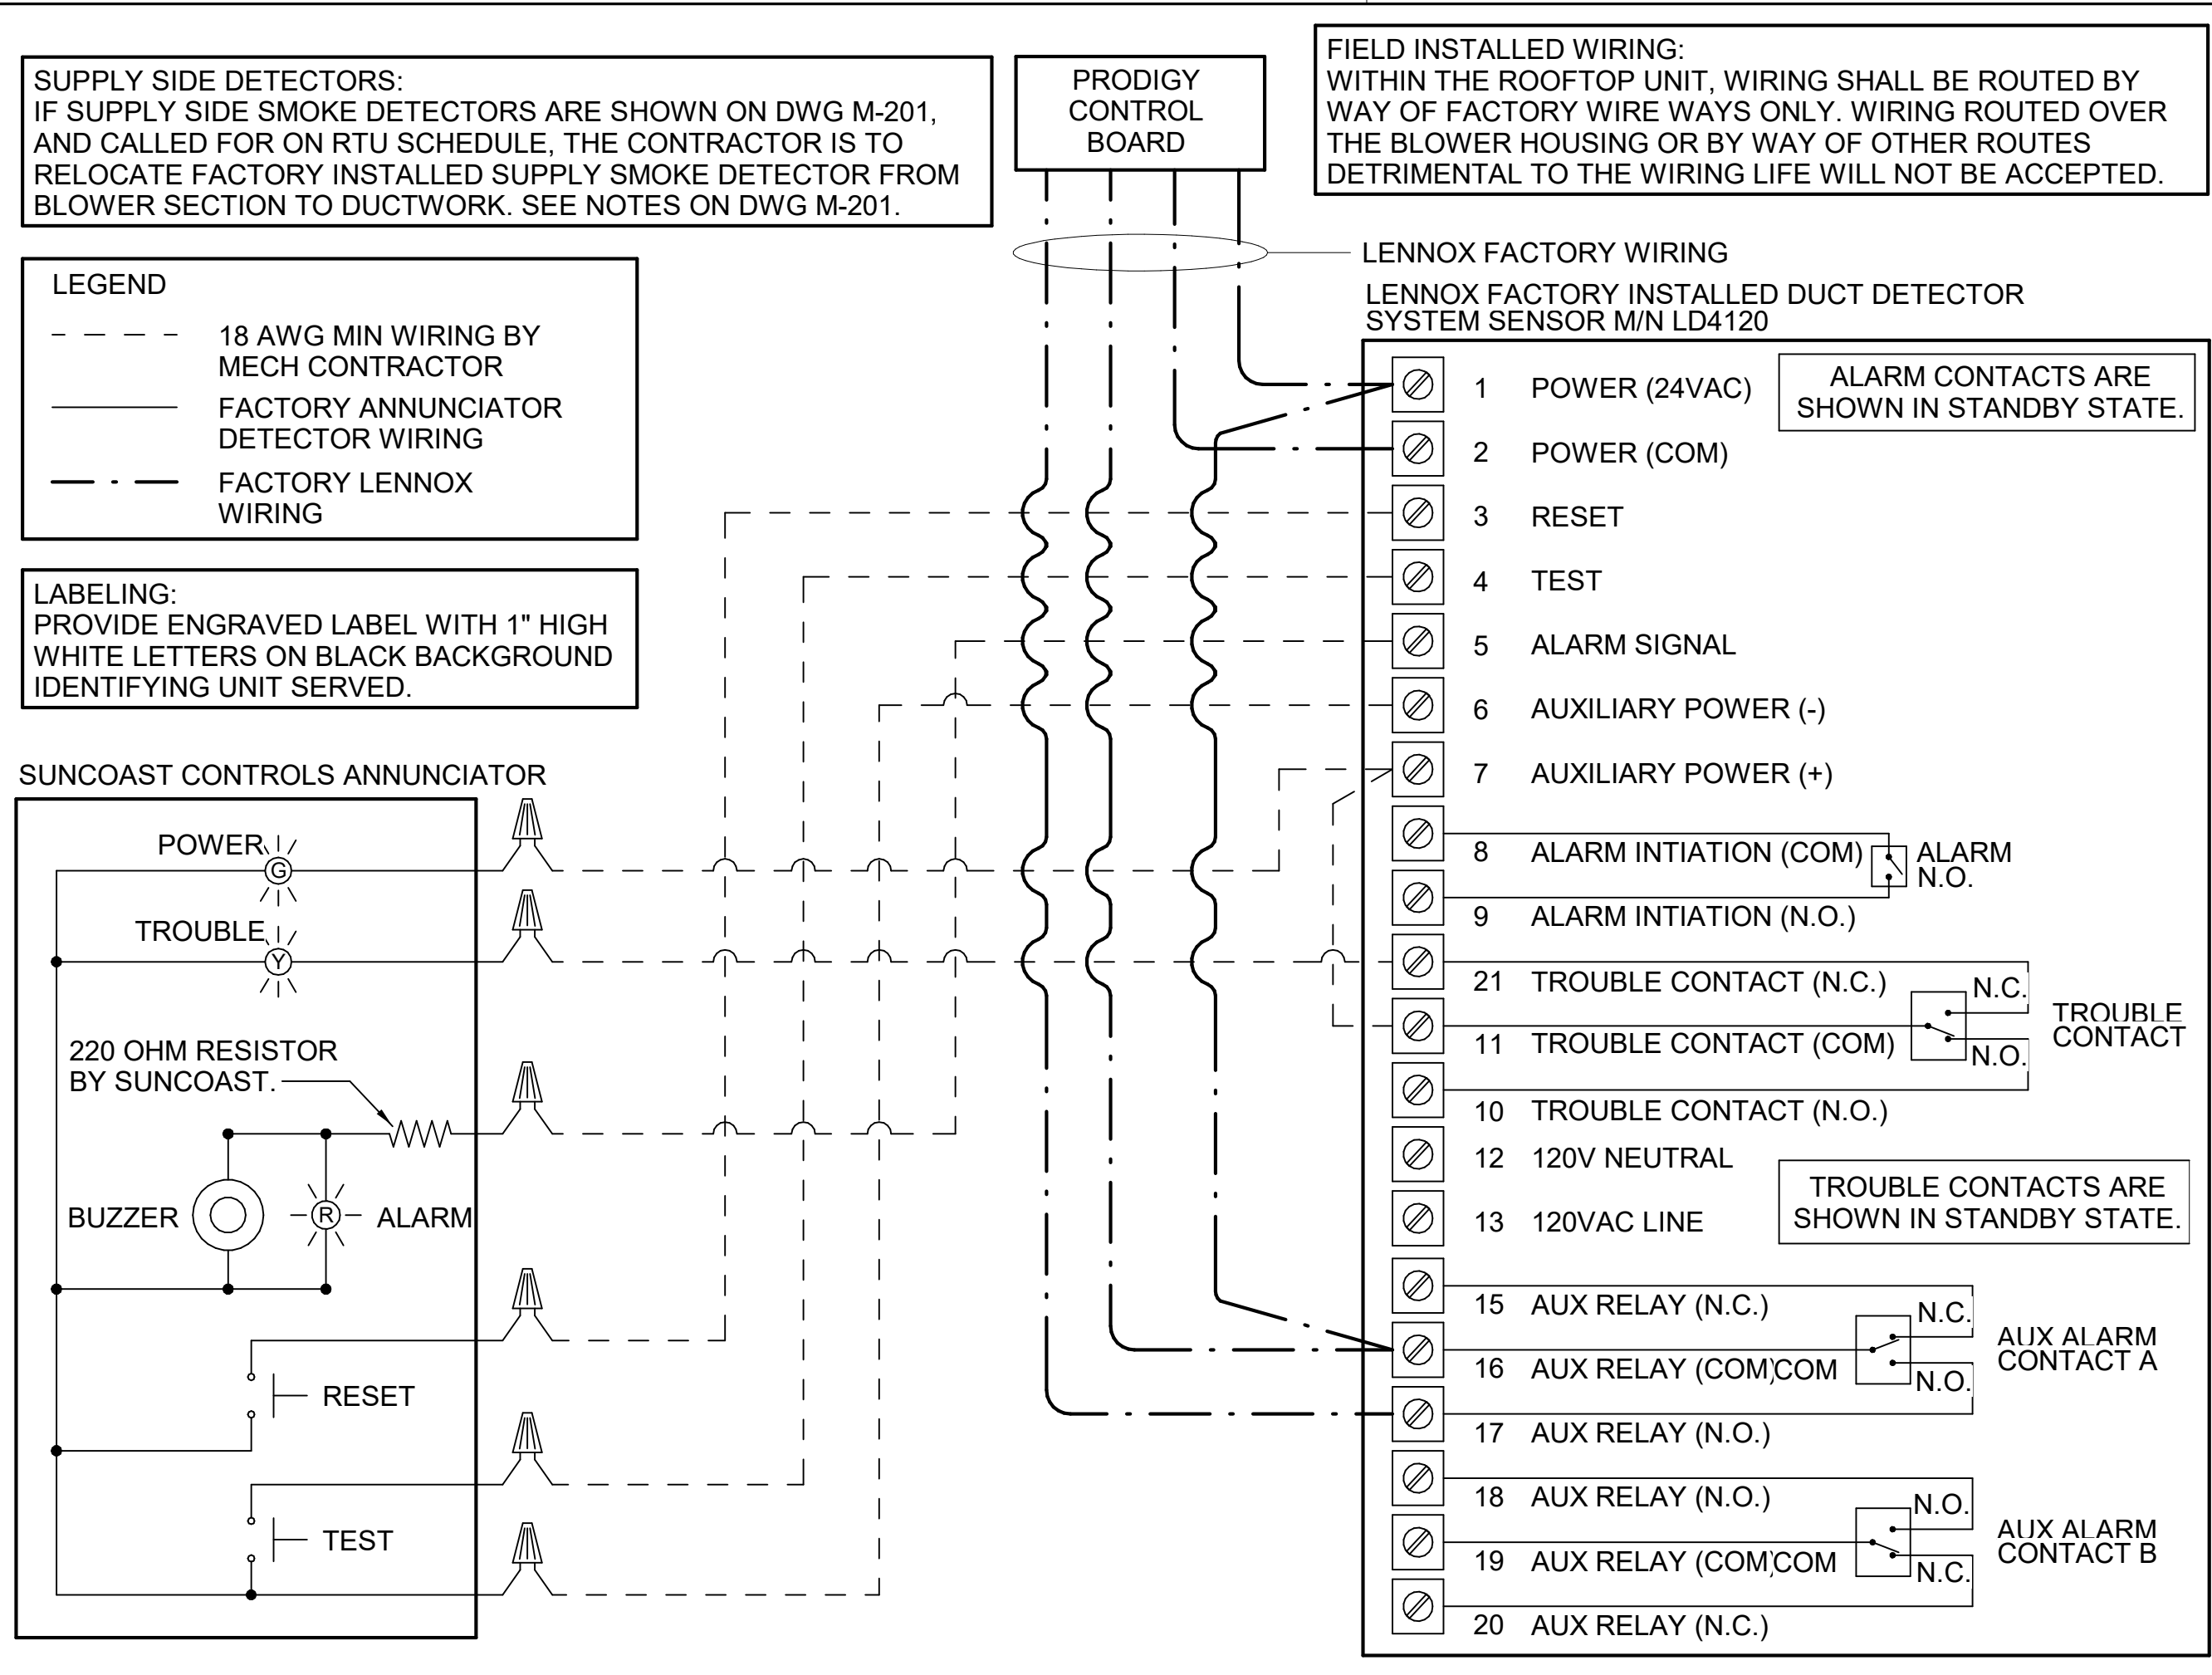 SUPPLY SIDE DETECTORS:
IF SUPPLY SIDE SMOKE DETECTORS ARE SHOWN ON DWG M-201,
AND CALLED FOR ON RTU SCHEDULE, THE CONTRACTOR IS TO
RELOCATE FACTORY INSTALLED SUPPLY SMOKE DETECTOR FROM
BLOWER SECTION TO DUCTWORK. SEE NOTES ON DWG M-201.
PRODIGY
CONTROL
BOARD
FIELD INSTALLED WIRING:
WITHIN THE ROOFTOP UNIT, WIRING SHALL BE ROUTED BY
WAY OF FACTORY WIRE WAYS ONLY. WIRING ROUTED OVER
THE BLOWER HOUSING OR BY WAY OF OTHER ROUTES
DETRIMENTAL TO THE WIRING LIFE WILL NOT BE ACCEPTED.
LEGEND
18 AWG MIN WIRING BY
MECH CONTRACTOR
FACTORY ANNUNCIATOR
DETECTOR WIRING
FACTORY LENNOX
WIRING
LABELING:
PROVIDE ENGRAVED LABEL WITH 1" HIGH
WHITE LETTERS ON BLACK BACKGROUND
IDENTIFYING UNIT SERVED.
LENNOX FACTORY WIRING
LENNOX FACTORY INSTALLED DUCT DETECTOR
SYSTEM SENSOR M/N LD4120
SUNCOAST CONTROLS ANNUNCIATOR
POWER
G
TROUBLE
Y
220 OHM RESISTOR
BY SUNCOAST.
BUZZER
R
ALARM
RESET
TEST
1 POWER (24VAC)
ALARM CONTACTS ARE
SHOWN IN STANDBY STATE.
2 POWER (COM)
3 RESET
4 TEST
5 ALARM SIGNAL
6 AUXILIARY POWER (-)
7 AUXILIARY POWER (+)
8 ALARM INTIATION (COM)
ALARM
N.O.
9 ALARM INTIATION (N.O.)
21 TROUBLE CONTACT (N.C.)
N.C.
TROUBLE
CONTACT
11 TROUBLE CONTACT (COM)
N.O.
10 TROUBLE CONTACT (N.O.)
12 120V NEUTRAL
13 120VAC LINE
TROUBLE CONTACTS ARE
SHOWN IN STANDBY STATE.
15 AUX RELAY (N.C.)
N.C.
AUX ALARM
CONTACT A
16 AUX RELAY (COM) COM
N.O.
17 AUX RELAY (N.O.)
18 AUX RELAY (N.O.)
N.O.
AUX ALARM
CONTACT B
19 AUX RELAY (COM) COM
N.C.
20 AUX RELAY (N.C.)